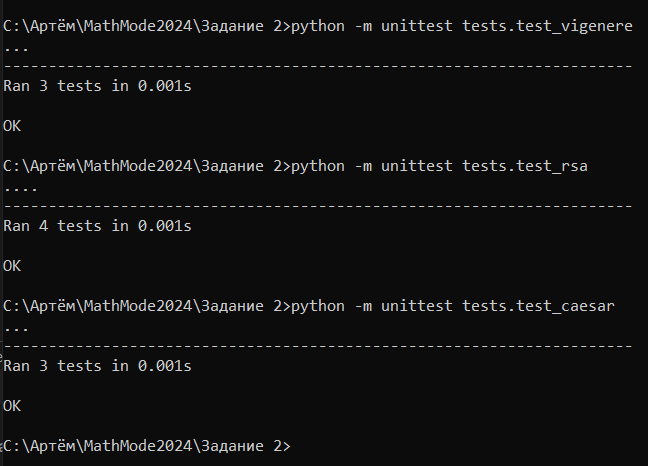 C:\Артём\MathMode2024\Задание 2>python -m unittest tests.test_vigenere
...
----------------------------------------------------------------------
Ran 3 tests in 0.001s
OK
C:\Артём\MathMode2024\Задание 2>python -m unittest tests.test_rsa
....
----------------------------------------------------------------------
Ran 4 tests in 0.001s
OK
C:\Артём\MathMode2024\Задание 2>python -m unittest tests.test_caesar
...
----------------------------------------------------------------------
Ran 3 tests in 0.001s
OK
C:\Артём\MathMode2024\Задание 2>